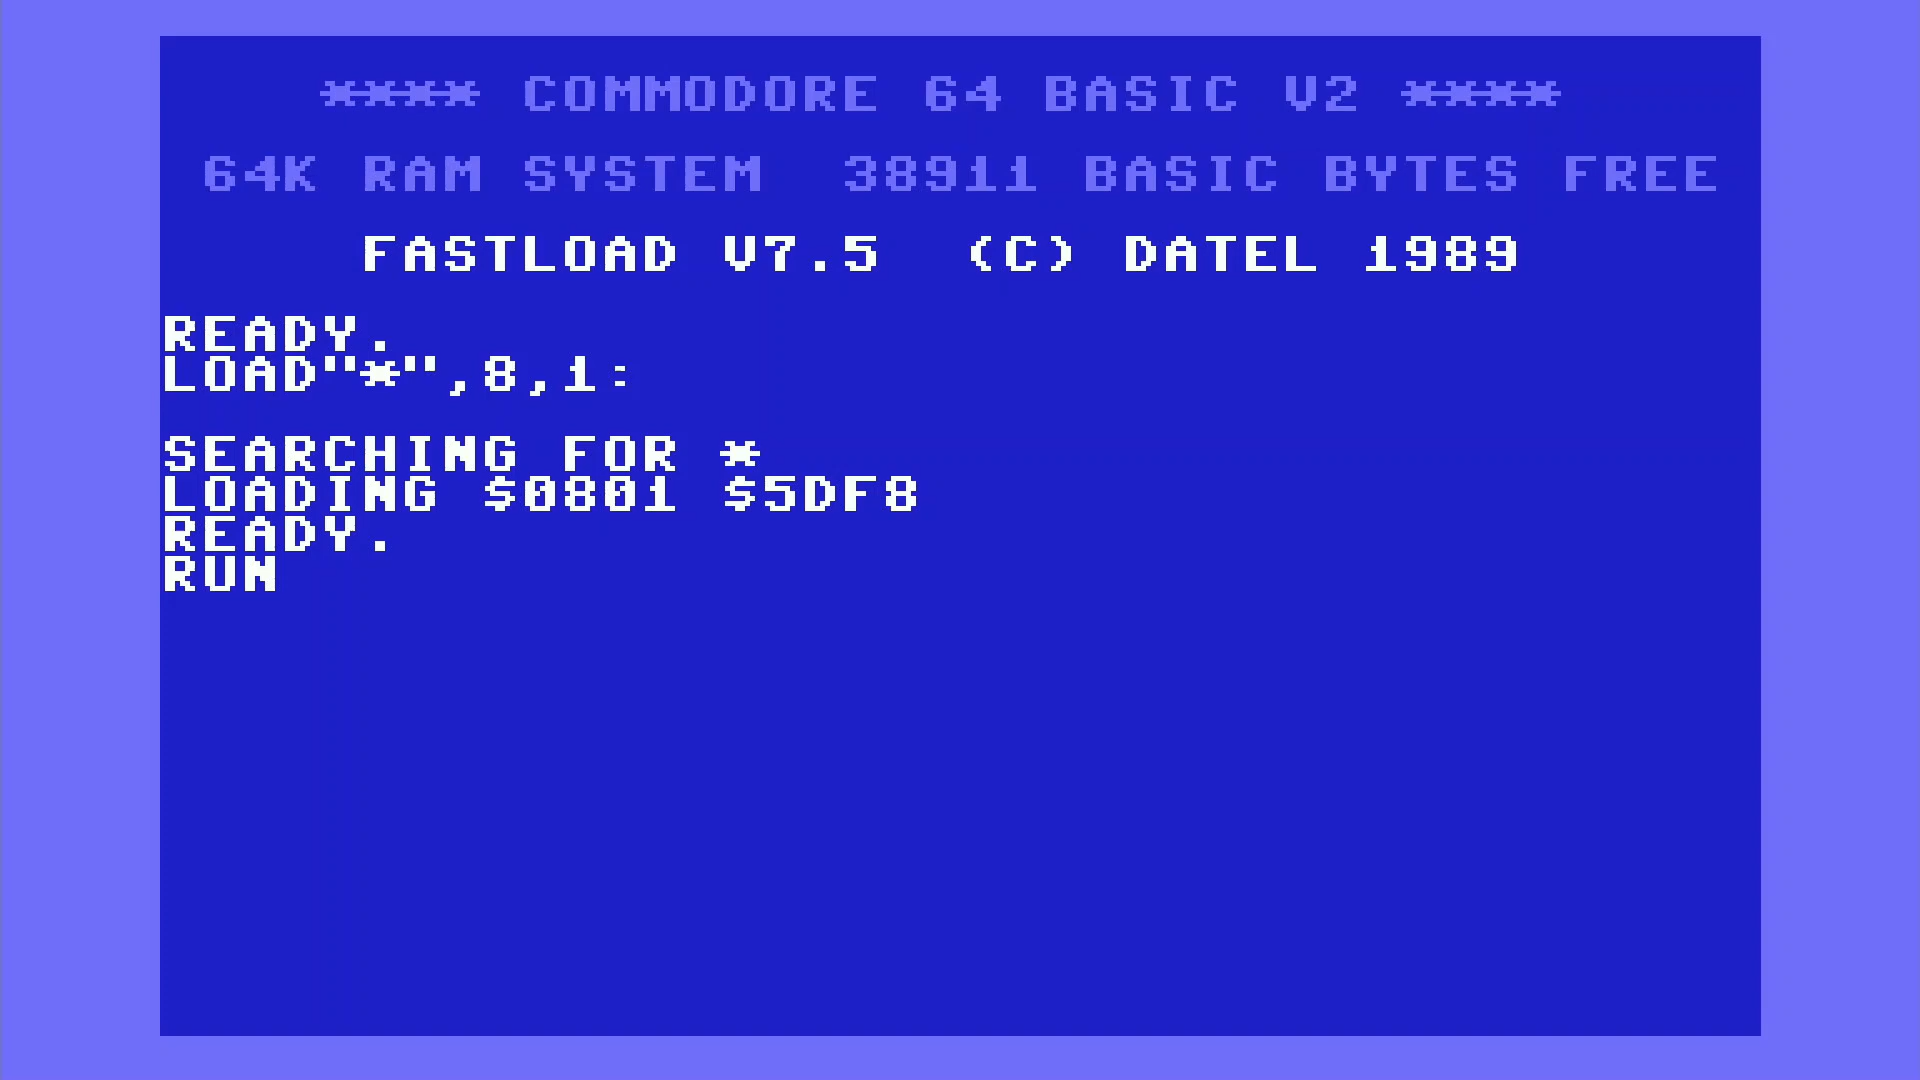 **** COMMODORE 64 BASIC V2 ****
64K RAM SYSTEM  38911 BASIC BYTES FREE
FASTLOAD V7.5  (C) DATEL 1989
READY.
LOAD"*",8,1:
SEARCHING FOR *
LOADING $0801 $5DF8
READY.
RUN